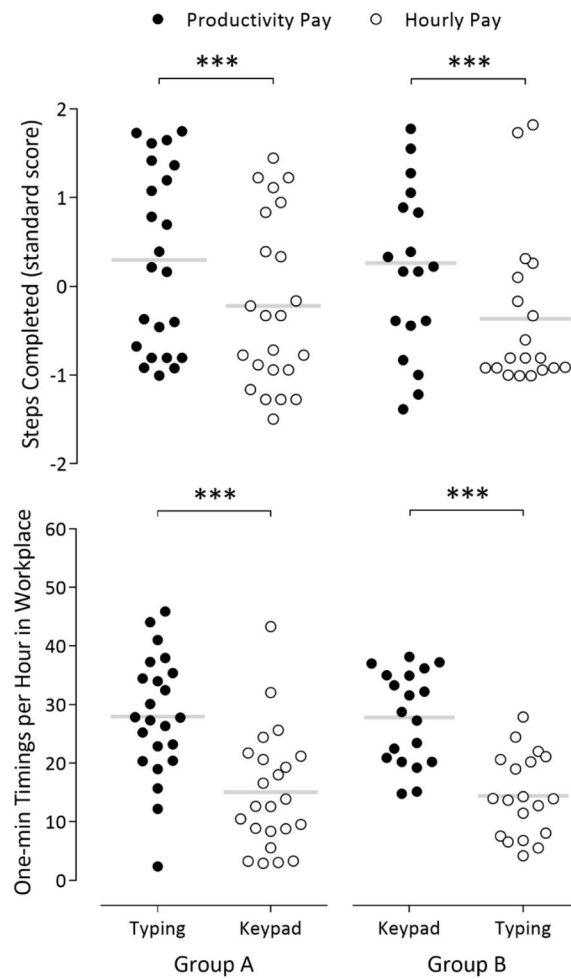 Productivity Pay
Hourly Pay
***
***
Steps Completed (standard score)
2
1
0
-1
-2
***
***
One-min Timings per Hour in Workplace
60
50
40
30
20
10
0
Typing
Keypad
Keypad
Typing
Group A
Group B